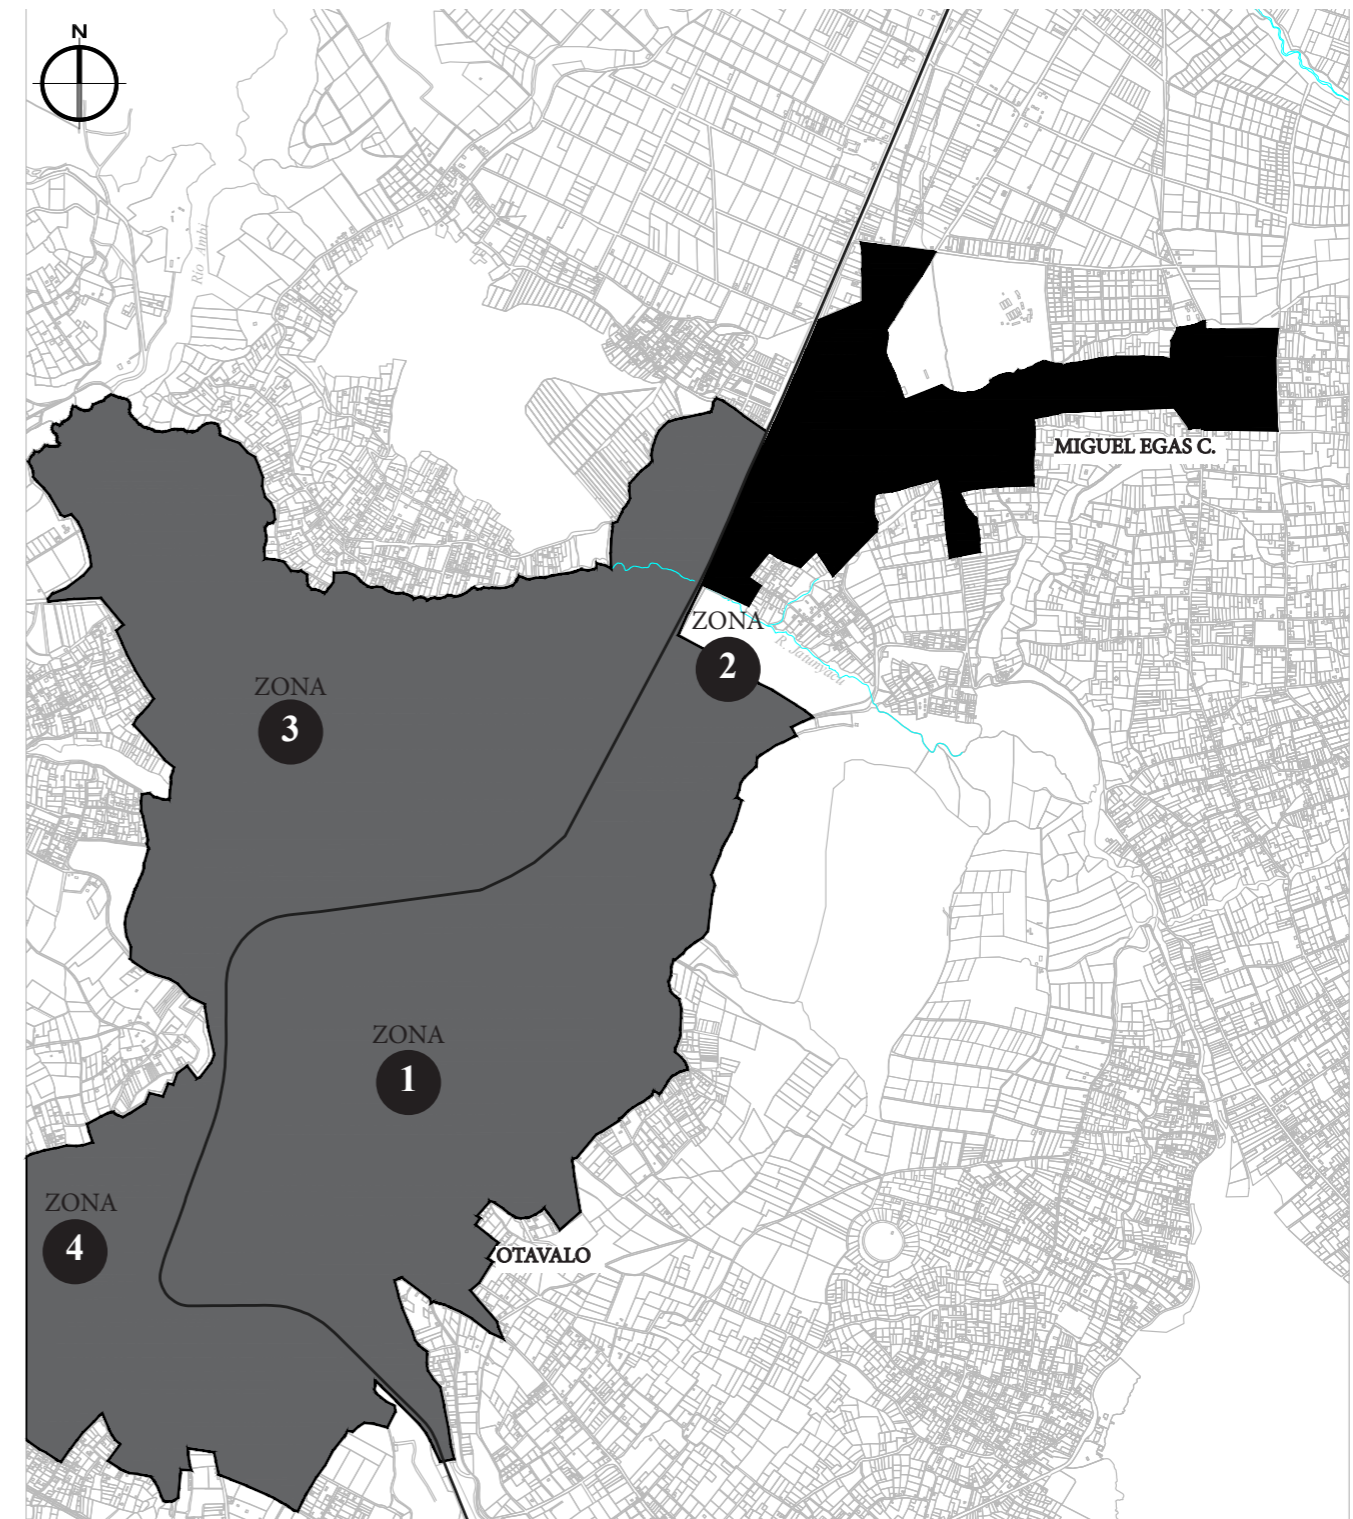 N
Rio Ambi
MIGUEL EGAS C.
ZONA
2
R. Jatunyacu
ZONA
3
ZONA
1
ZONA
4
OTAVALO